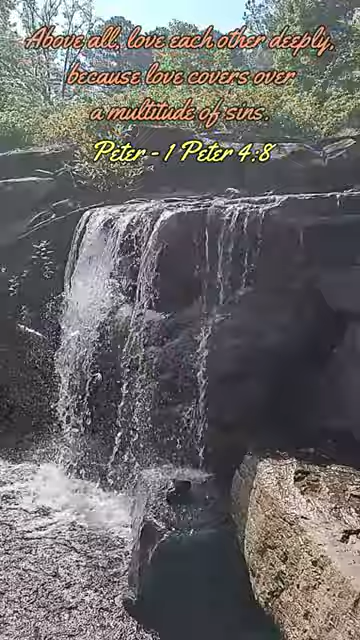 Above all, love each other deeply,
because love covers over
a multitude of sins.
Peter - 1 Peter 4:8